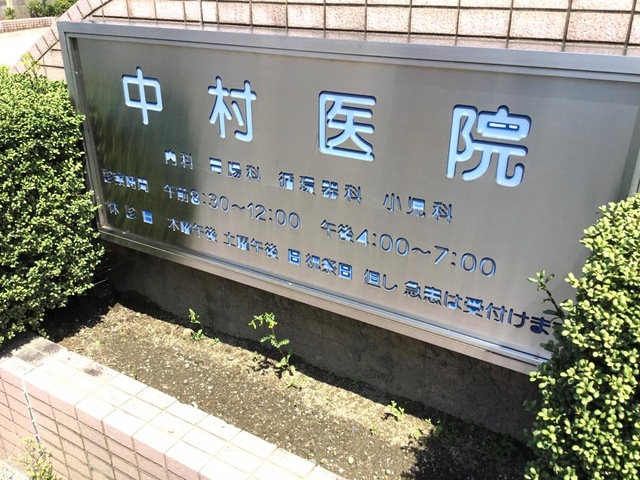 中村医院
内科 胃腸科 循環器科 小児科
診療時間 午前8:30〜12:00 午後4:00〜7:00
休診日 木曜午後 土曜午後 日 祝祭日 但し 急患は受付けます